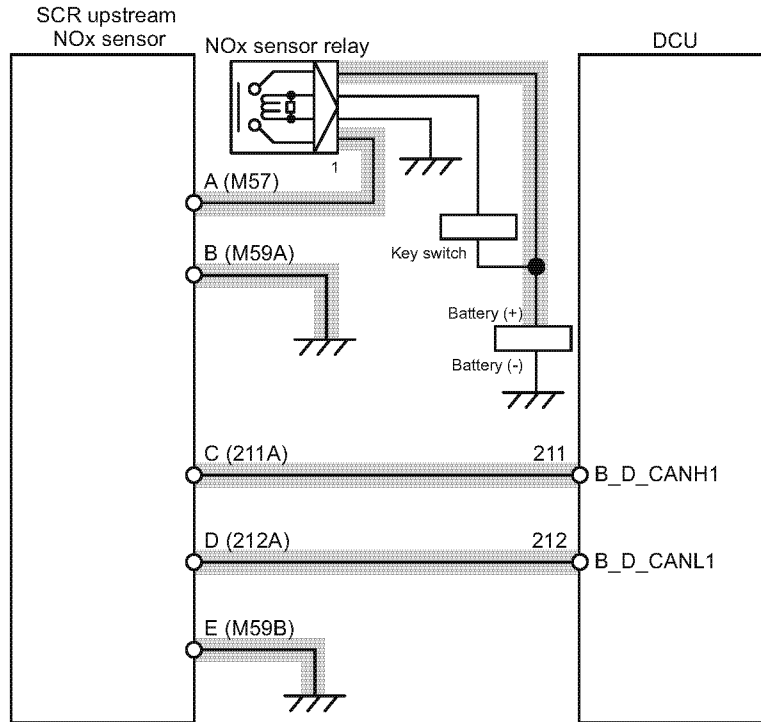 SCR upstream
NOx sensor
NOx sensor relay
DCU
1
A (M57)
B (M59A)
Key switch
Battery (+)
Battery (-)
C (211A)
211
B_D_CANH1
D (212A)
212
B_D_CANL1
E (M59B)